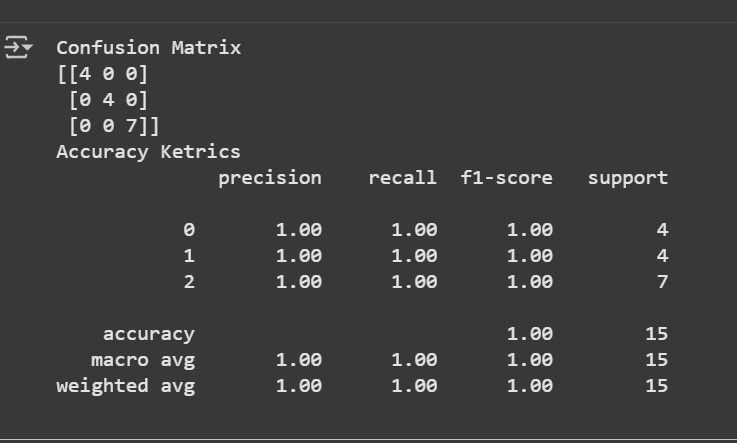 Confusion Matrix
[[4 0 0]
 [0 4 0]
 [0 0 7]]
Accuracy Ketrics
              precision    recall  f1-score   support

           0       1.00      1.00      1.00         4
           1       1.00      1.00      1.00         4
           2       1.00      1.00      1.00         7

    accuracy                           1.00        15
   macro avg       1.00      1.00      1.00        15
weighted avg       1.00      1.00      1.00        15